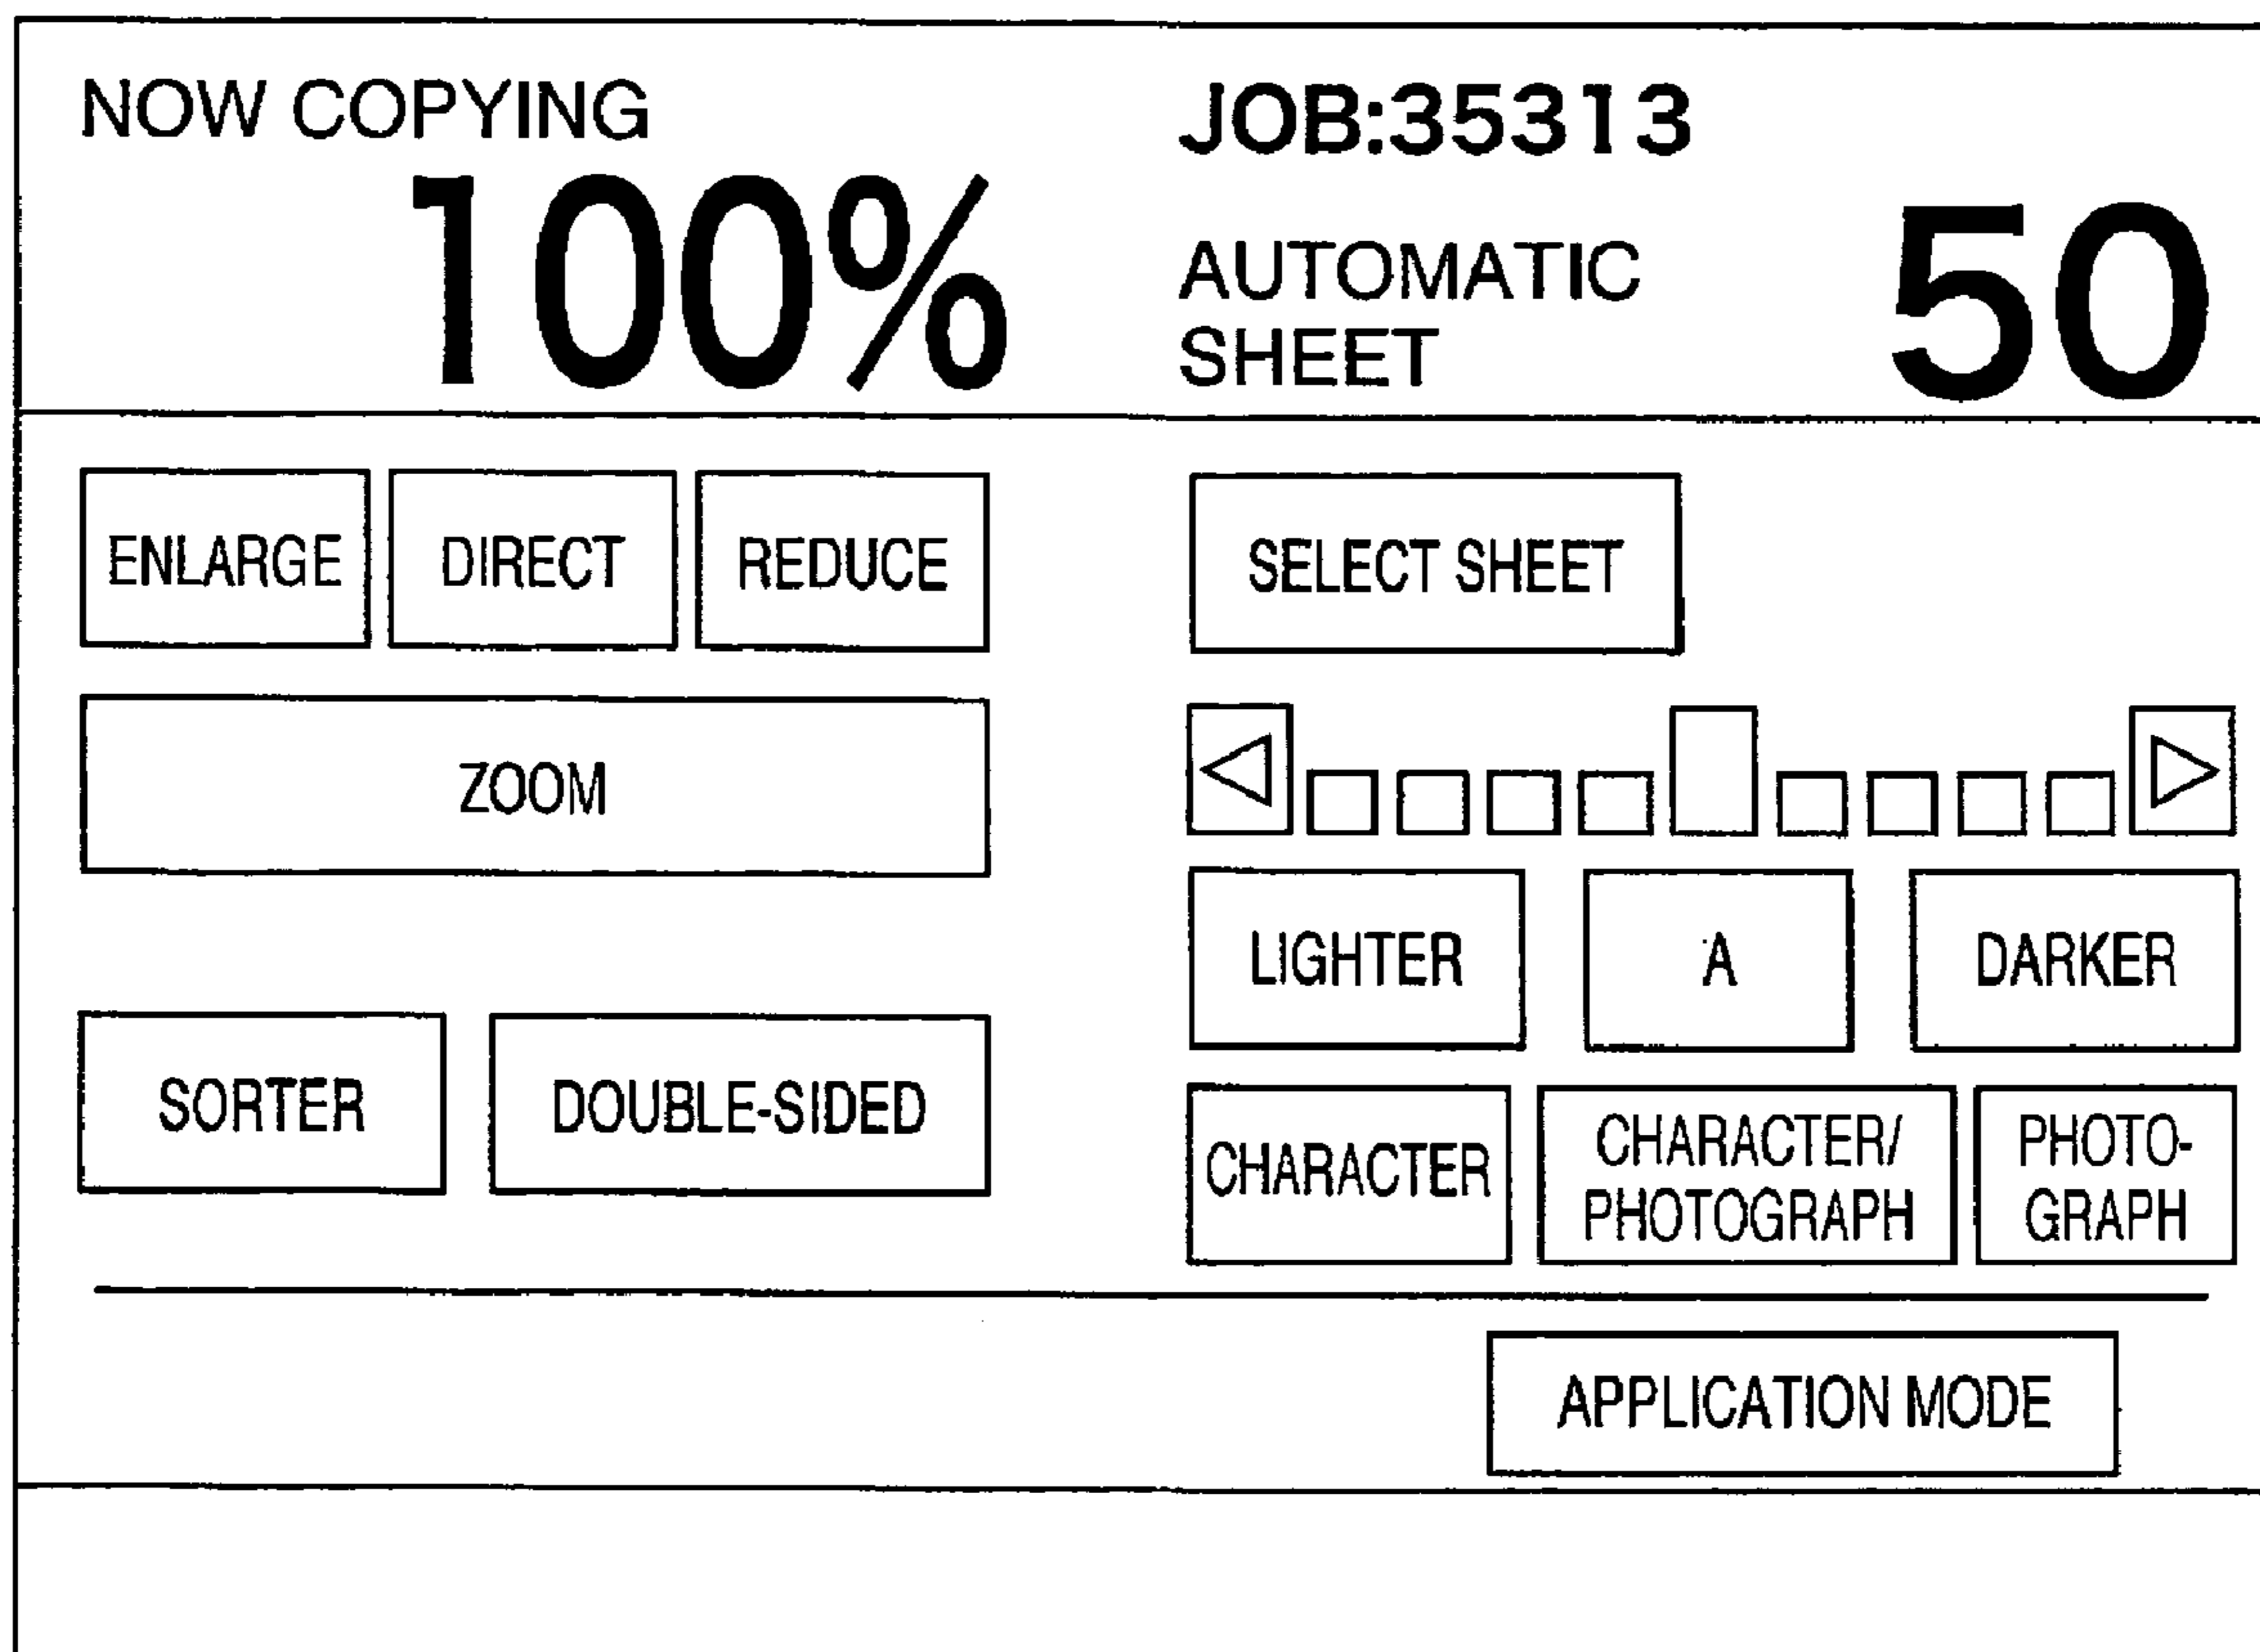 NOW COPYING
100%
JOB:35313
AUTOMATIC
SHEET
50
ENLARGE
DIRECT
REDUCE
SELECT SHEET
ZOOM
LIGHTER
A
DARKER
SORTER
DOUBLE-SIDED
CHARACTER
CHARACTER/
PHOTOGRAPH
PHOTO-
GRAPH
APPLICATION MODE